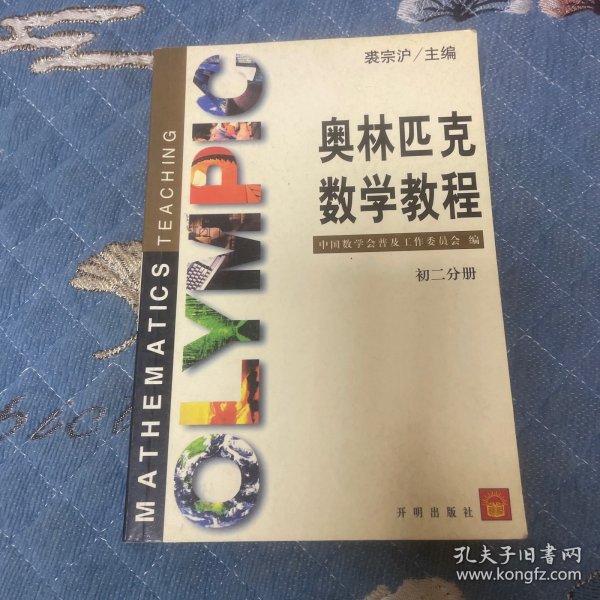 裘宗沪/主编
奥林匹克
数学教程
中国数学会普及工作委员会 编
初二分册
MATHEMATICS TEACHING
OLYMPIC
开明出版社
孔夫子旧书网
www.kongfz.com